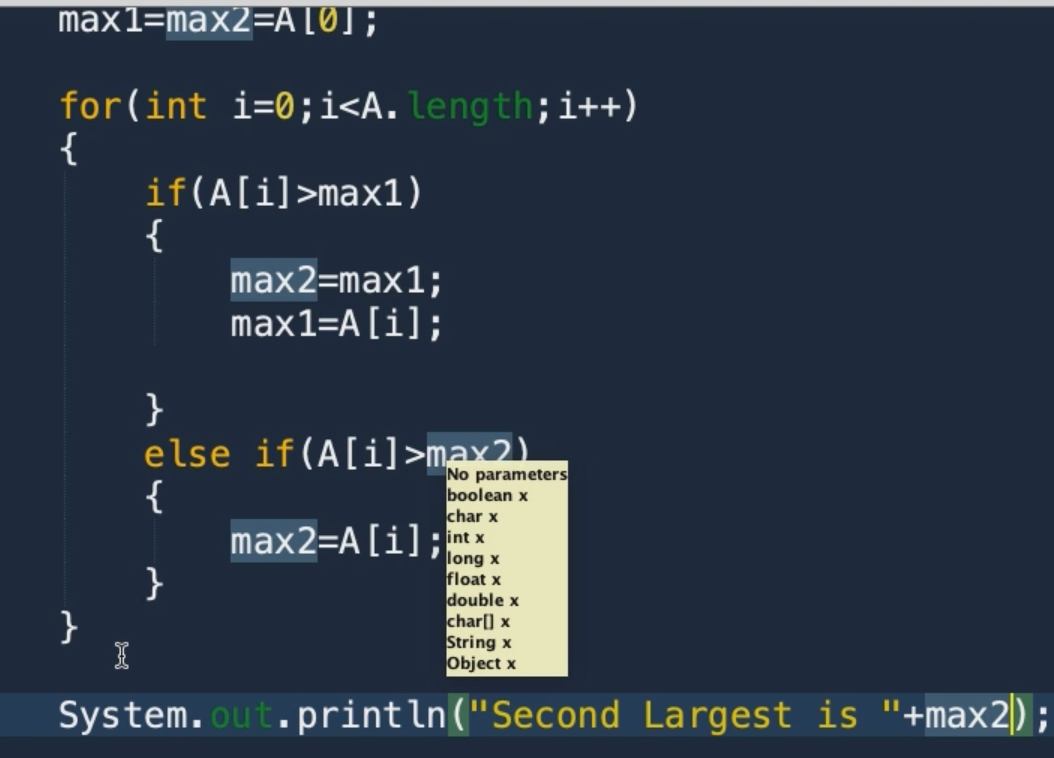 max1=max2=A[0];
for(int i=0;i<A.length;i++)
{
if(A[i]>max1)
{
max2=max1;
max1=A[i];
}
else if(A[i]>max2)
{
max2=A[i];
}
}
No parameters
boolean x
char x
int x
long x
float x
double x
char[] x
String x
Object x
System.out.println("Second Largest is "+max2);